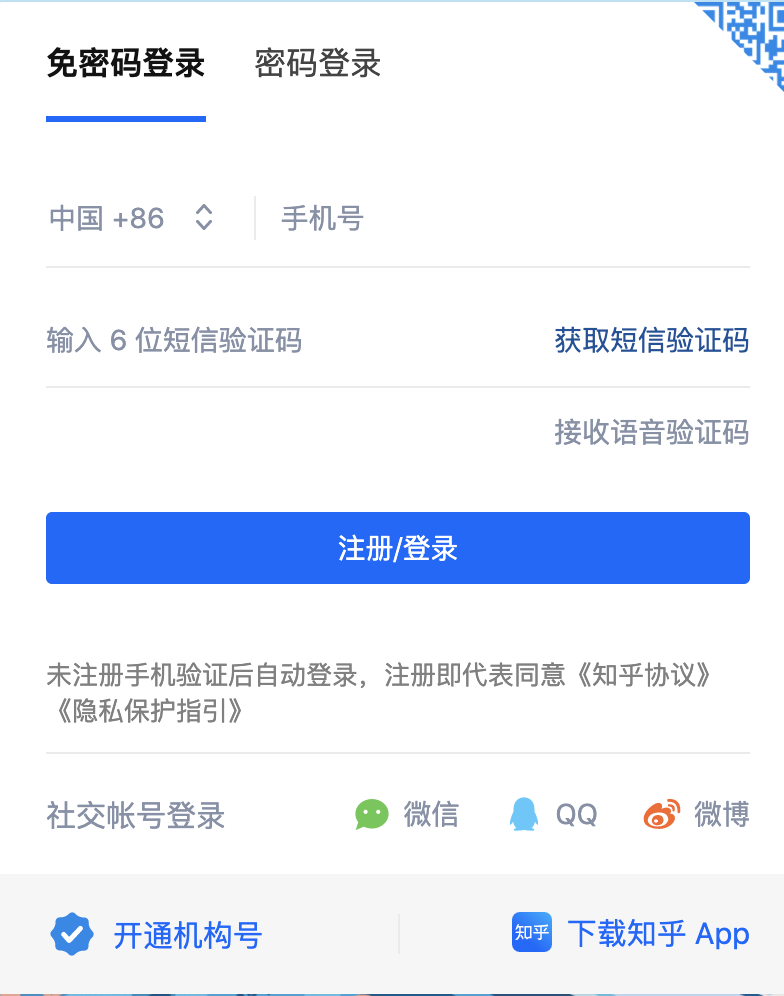 免密码登录 密码登录
中国 +86 手机号
输入 6 位短信验证码 获取短信验证码
接收语音验证码
注册/登录
未注册手机验证后自动登录，注册即代表同意《知乎协议》
《隐私保护指引》
社交帐号登录 微信 QQ 微博
开通机构号 知乎 下载知乎 App